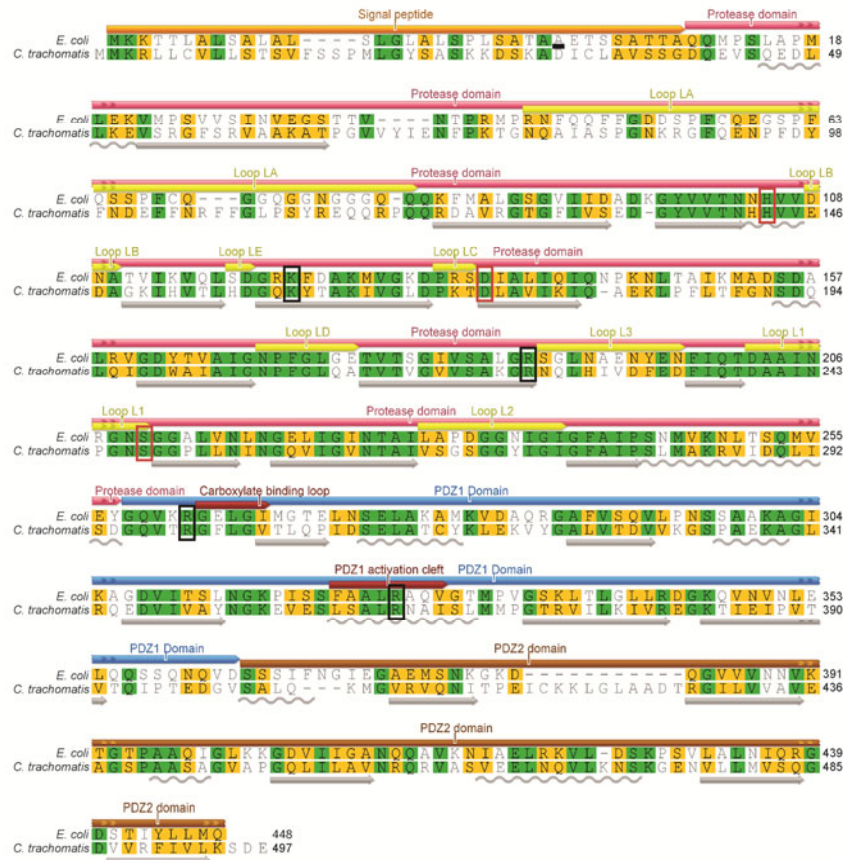 Signal peptide Protease domain
E. coli -MKKTTLALSALAL----SLGLALSPLSATAAETSSATTAQQMPSLAPM 18
C. trachomatis MMKRLLCVLLSTSVFSSPMLGYSASKKDSKADICLAVSSGDQEVSQEDL 49
Protease domain Loop LA
E. coli LEKVMPSVVSINVEGSTTV----NTPRMPRNFQQFFGDDSPFCQEGSPF 63
C. trachomatis LKEVSRGFSRVAAKATPGVVYIENFPKTGNQAIASPGNKRGFQENPFDY 98
Loop LA Protease domain Loop LB
E. coli QSSPFCQ---GGQGGNGGGQ-QQKFMALGSGVIIDADKGYVVTNNHVVD 108
C. trachomatis FNDEFFNRFFGLPSYREQQRPQQRDAVRGTGFIVSED-GYVVTNHHVVE 146
Loop LB Loop LE Loop LC Protease domain
E. coli NATVIKVQLSDGRKFDAKMVGKDPRSDIALIQIQNPKNLTAIKMADSDA 157
C. trachomatis DAGKIHVTLHDGQKYTAKIVGLDPKTDLAVIKIQ-AEKLPFLTFGNSDQ 194
Loop LD Protease domain Loop L3 Loop L1
E. coli LRVGDYTVAIGNPFGLGETVTSGIVSALGRSGLNAENYENFIQTDAAIN 206
C. trachomatis LQIGDWAIAIGNPFGLQATVTVGVVSAKGRNQLHIVDFEDFIQTDAAIN 243
Loop L1 Protease domain Loop L2
E. coli RGNSGGALVNLNGELIGINTAILAPDGGNIGIGFAIPSNMVKNLTSQMV 255
C. trachomatis PGNSGGPLLNINGQVIGVNTAIVSGSGGYIGIGFAIPSLMAKRVIDQLI 292
Protease domain Carboxylate binding loop PDZ1 Domain
E. coli EYGQVTRGELGIMGTELNSELAKAMKVDAQRGAFVSQVLPNSSAAKAGI 304
C. trachomatis SDGQVTRGFLGVTLQPIDSELATCYKLEKVYGALVTDVVKGSPAEKAGL 341
PDZ1 activation cleft PDZ1 Domain
E. coli KAGDVITSLNGKPISSFAALRAQVGTMPVGSKLTLGLLRDGKQVNVNLE 353
C. trachomatis RQEDVIVAYNGKEVESLSALRNAISLMMPGTRVILKIVREGKTIEIPVT 390
PDZ1 Domain PDZ2 domain
E. coli LQQSSQNQVDSSSIFNGIEGAEMSNKGKD-----------QGVVVNNVK 391
C. trachomatis VTQIPTEDGVSALQ---KMGVRVQNITPEICKKLGLAADTRGILVVAVE 436
PDZ2 domain
E. coli TGTPAAQIGLKKGDVIIGANQQAVKNIAELRKVL-DSKPSVLALNIQRG 439
C. trachomatis AGSPAASAGVAPGQLILAVNRQRVASVEELNQVLKNSKGENVLLMVSQG 485
PDZ2 domain
E. coli DSTIYLLMQ 448
C. trachomatis DVVRFIVLKSDE 497